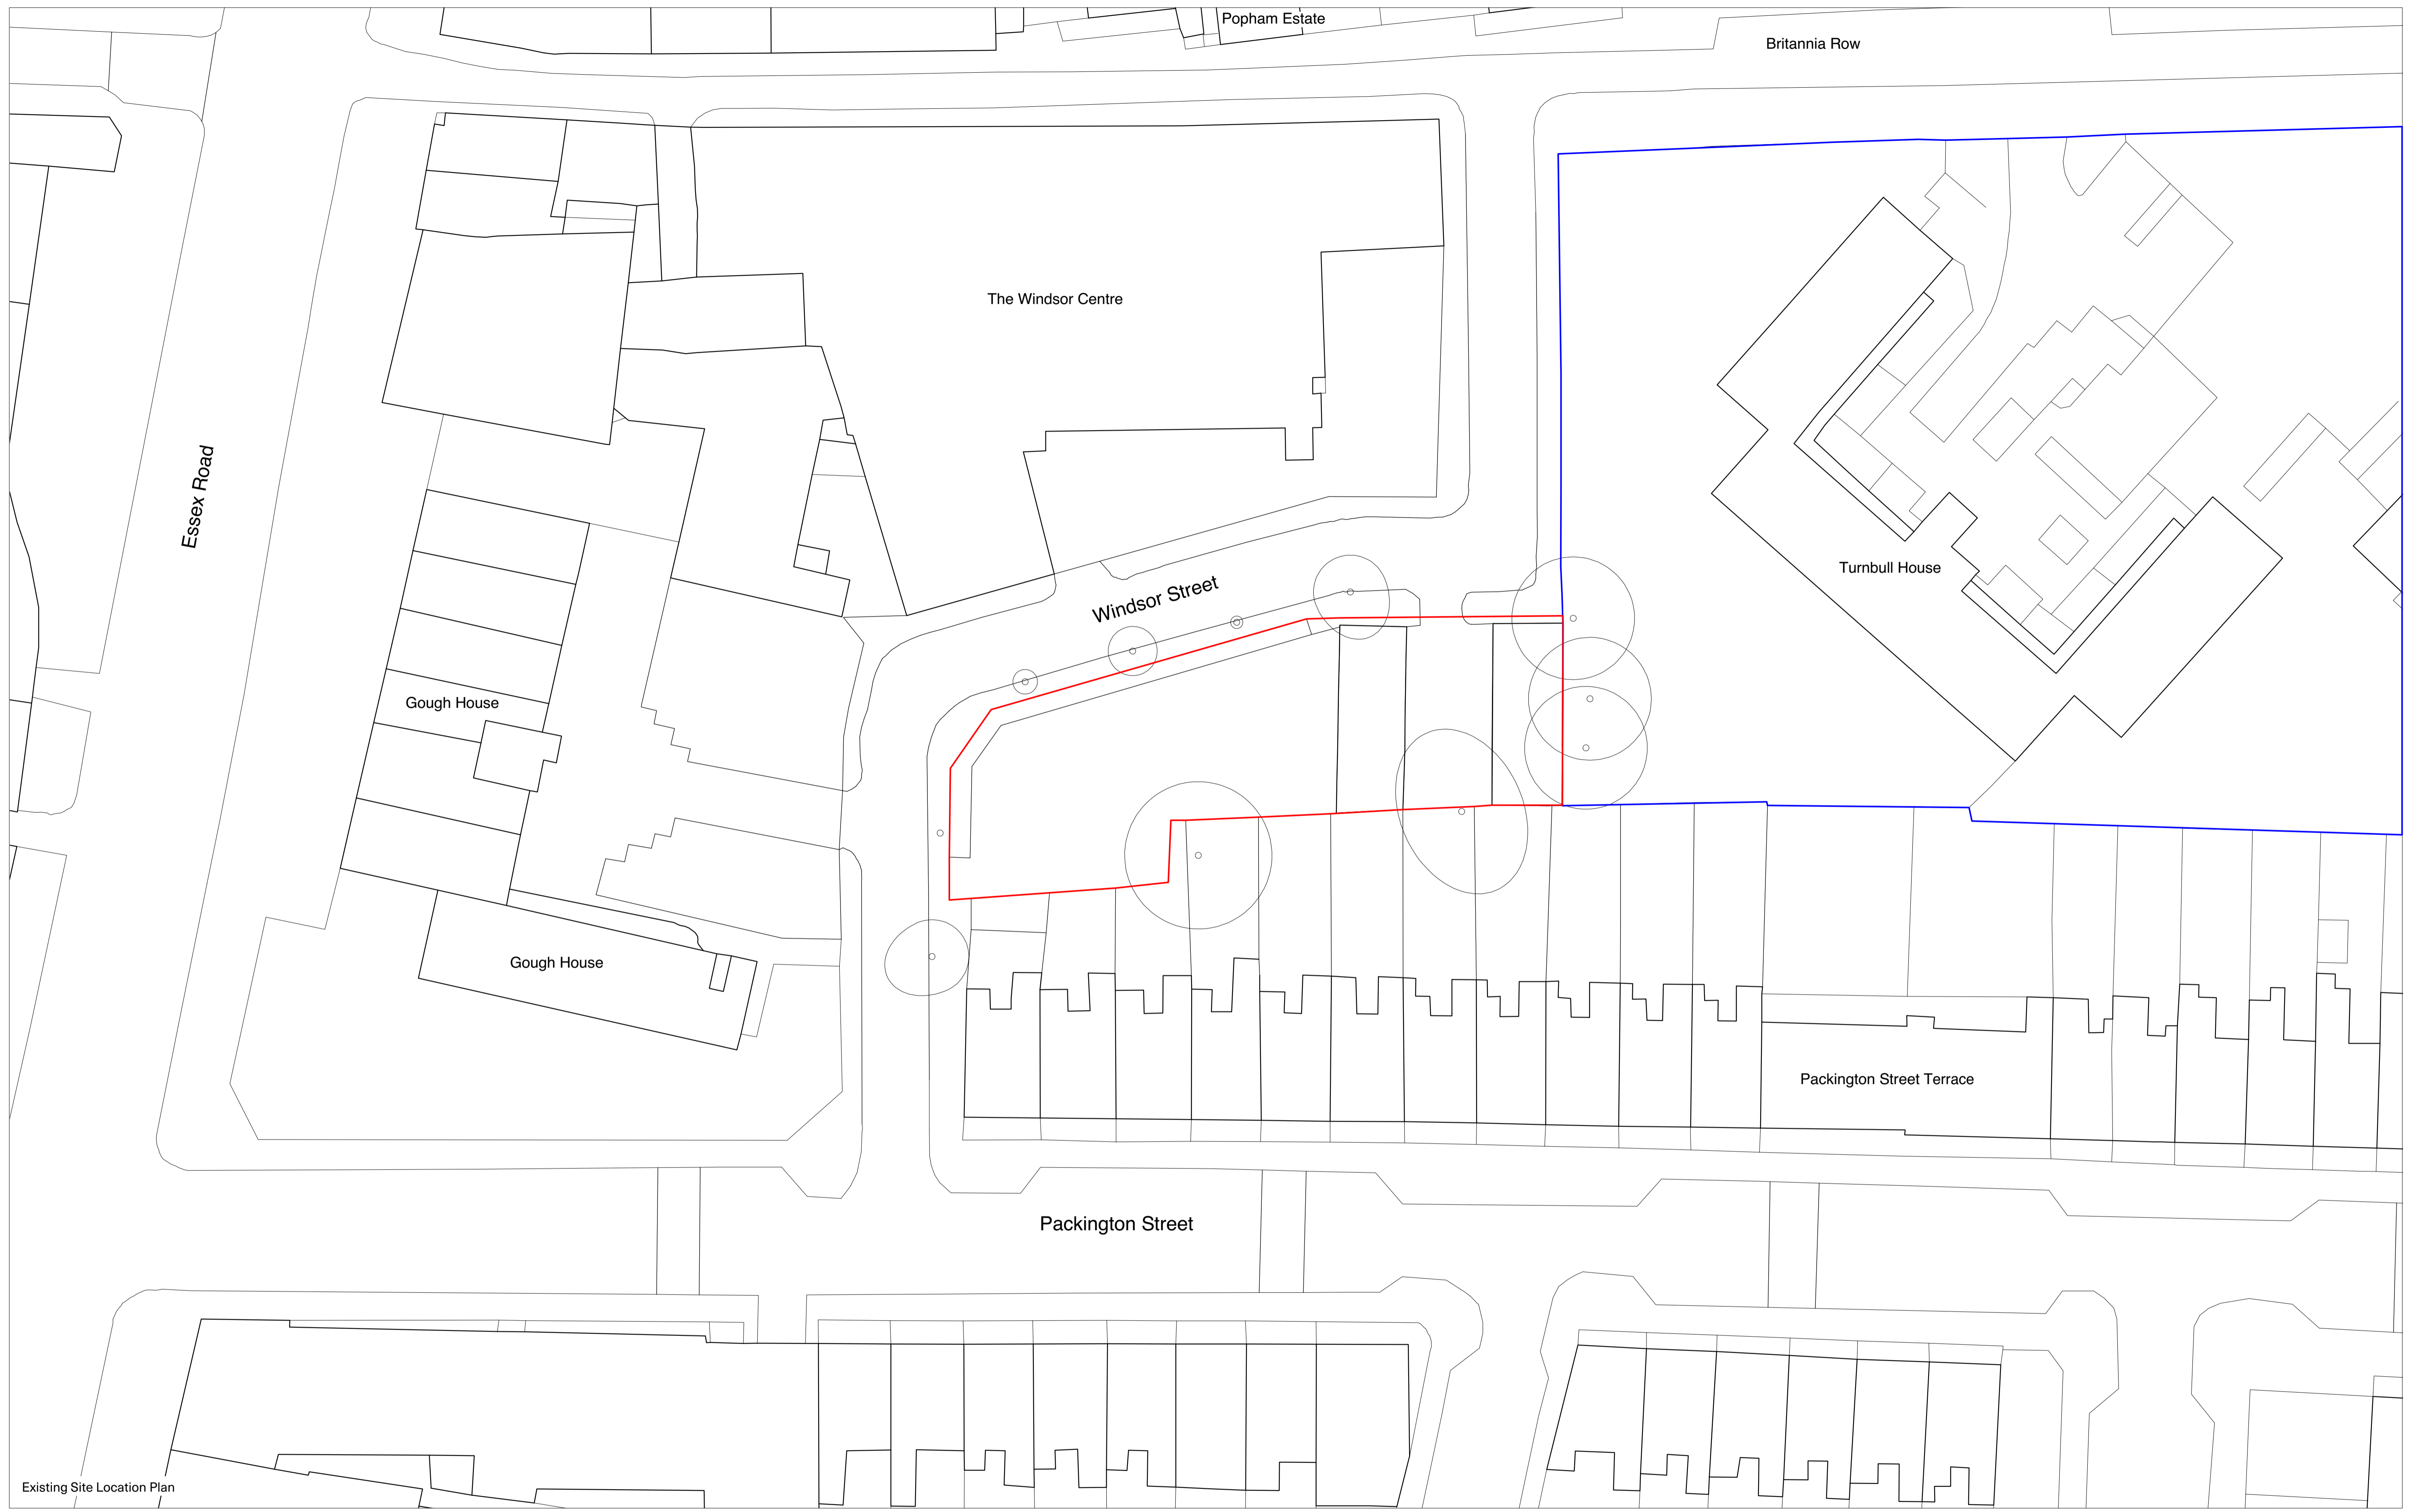 Popham Estate
Britannia Row
The Windsor Centre
Essex Road
Windsor Street
Turnbull House
Gough House
Gough House
Packington Street Terrace
Packington Street
Existing Site Location Plan